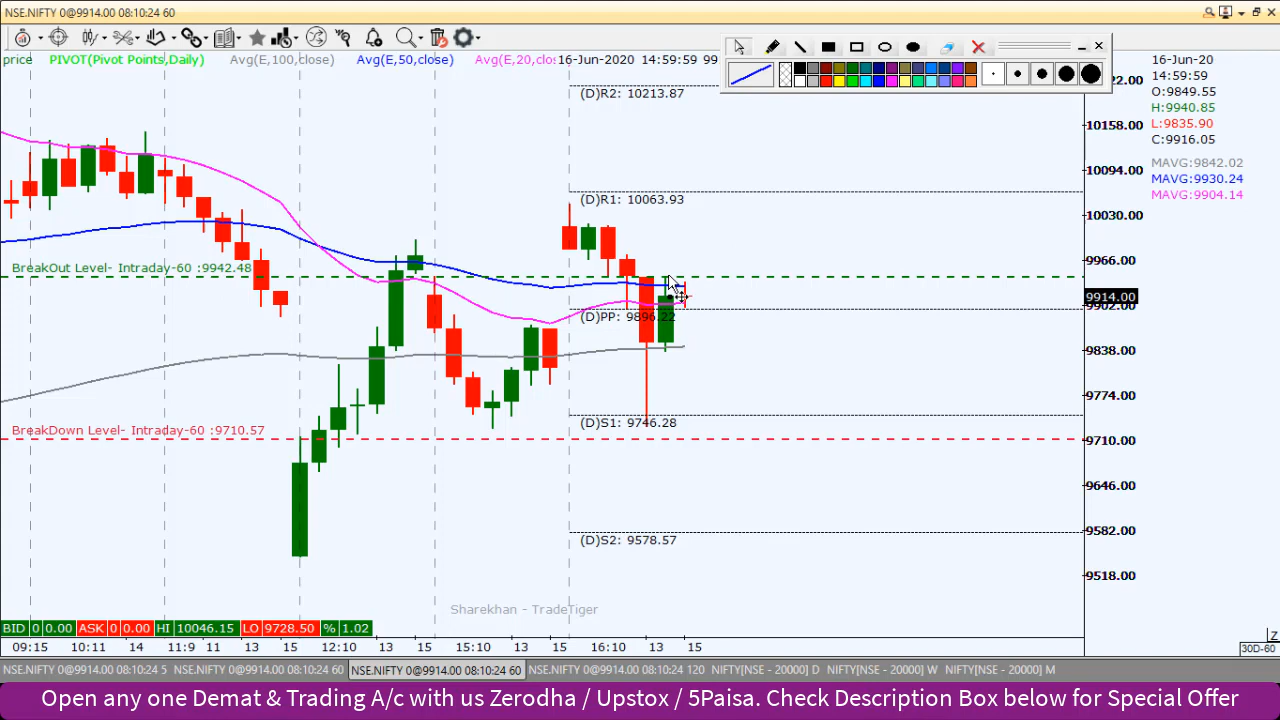 NSE.NIFTY 0@9914.00 08:10:24 60
price PIVOT(Pivot Points,Daily) Avg(E,100,close) Avg(E,50,close) Avg(E,20,clos 16-Jun-2020 14:59:59 99
16-Jun-20
14:59:59
O:9849.55
H:9940.85
L:9835.90
C:9916.05
MAVG:9842.02
MAVG:9930.24
MAVG:9904.14
22.00
10158.00
10094.00
10030.00
9966.00
9914.00
9902.00
9838.00
9774.00
9710.00
9646.00
9582.00
9518.00
(D)R2: 10213.87
(D)R1: 10063.93
BreakOut Level- Intraday-60 :9942.48
(D)PP: 9896.22
(D)S1: 9746.28
BreakDown Level- Intraday-60 :9710.57
(D)S2: 9578.57
Sharekhan - TradeTiger
BID 0 0.00 ASK 0 0.00 HI 10046.15 LO 9728.50 % 1.02
Z
09:15 10:11 14 11:9 11 13 15 12:10 13 15 15:10 13 15 16:10 13 15
30D-60
NSE.NIFTY 0@9914.00 08:10:24 5 NSE.NIFTY 0@9914.00 08:10:24 60 NSE.NIFTY 0@9914.00 08:10:24 60 NSE.NIFTY 0@9914.00 08:10:24 120 NIFTY[NSE - 20000] D NIFTY[NSE - 20000] W NIFTY[NSE - 20000] M
Open any one Demat & Trading A/c with us Zerodha / Upstox / 5Paisa. Check Description Box below for Special Offer